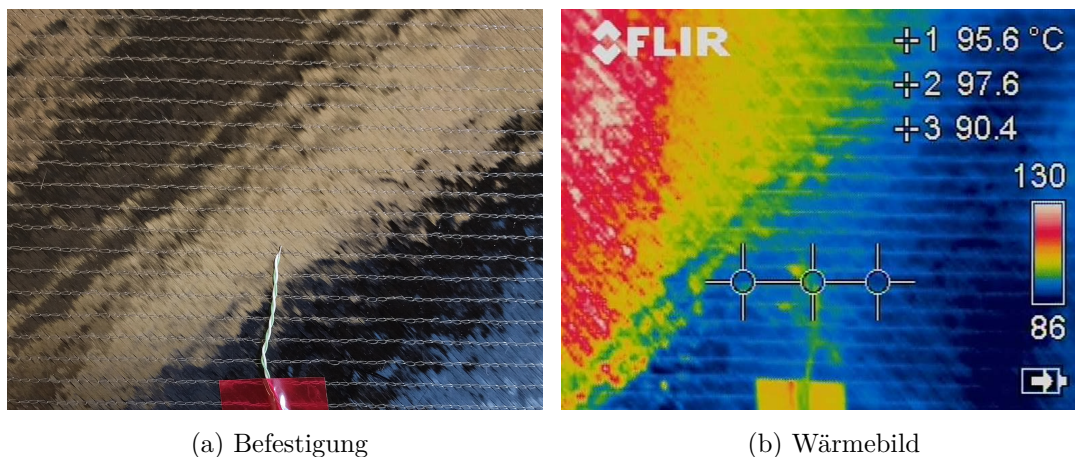 FLIR
1 95.6 °C
2 97.6
3 90.4
130
86
(a) Befestigung
(b) Wärmebild